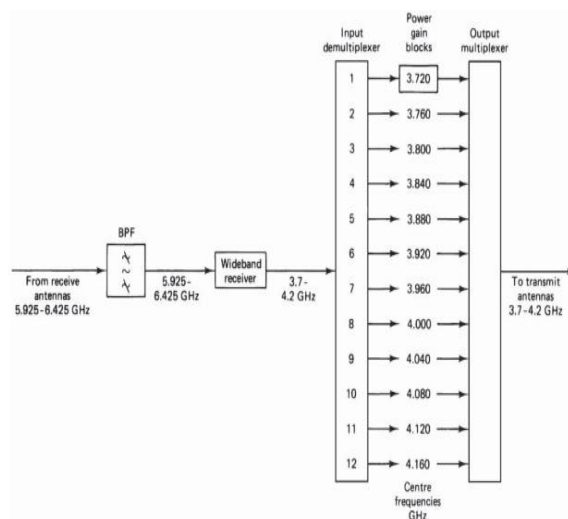 Input
demultiplexer
Power
gain
blocks
Output
multiplexer
1
3.720
2
3.760
3
3.800
4
3.840
5
3.880
6
3.920
7
3.960
8
4.000
9
4.040
10
4.080
11
4.120
12
4.160
BPF
Wideband
receiver
From receive
antennas
5.925-6.425 GHz
5.925-
6.425 GHz
3.7-
4.2 GHz
To transmit
antennas
3.7-4.2 GHz
Centre
frequencies
GHz